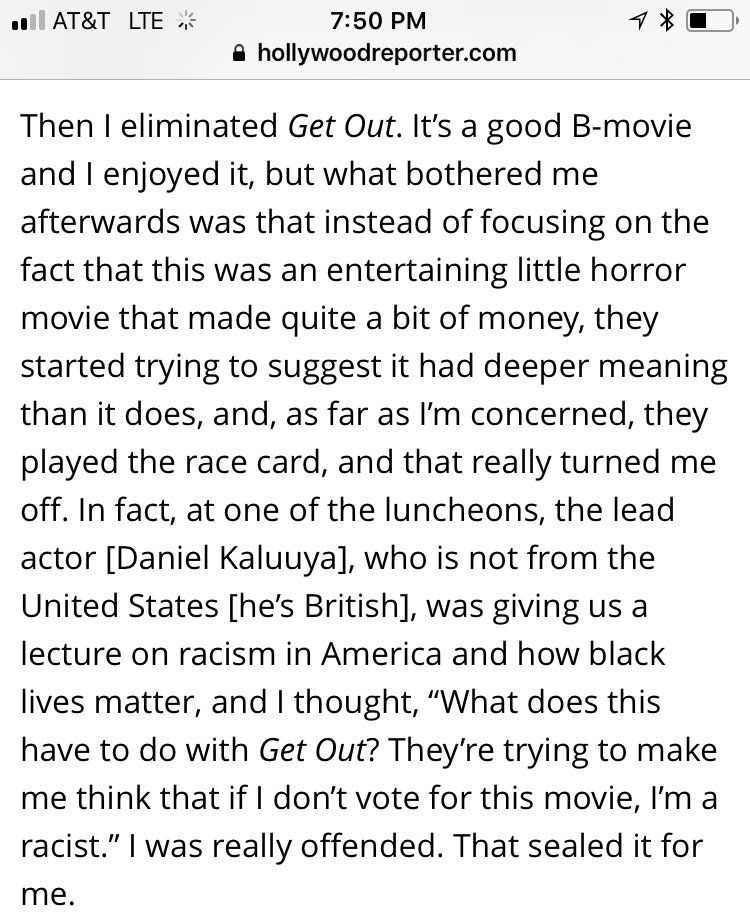 AT&T LTE 7:50 PM
hollywoodreporter.com
Then I eliminated Get Out. It’s a good B-movie
and I enjoyed it, but what bothered me
afterwards was that instead of focusing on the
fact that this was an entertaining little horror
movie that made quite a bit of money, they
started trying to suggest it had deeper meaning
than it does, and, as far as I’m concerned, they
played the race card, and that really turned me
off. In fact, at one of the luncheons, the lead
actor [Daniel Kaluuya], who is not from the
United States [he’s British], was giving us a
lecture on racism in America and how black
lives matter, and I thought, “What does this
have to do with Get Out? They’re trying to make
me think that if I don’t vote for this movie, I’m a
racist.” I was really offended. That sealed it for
me.